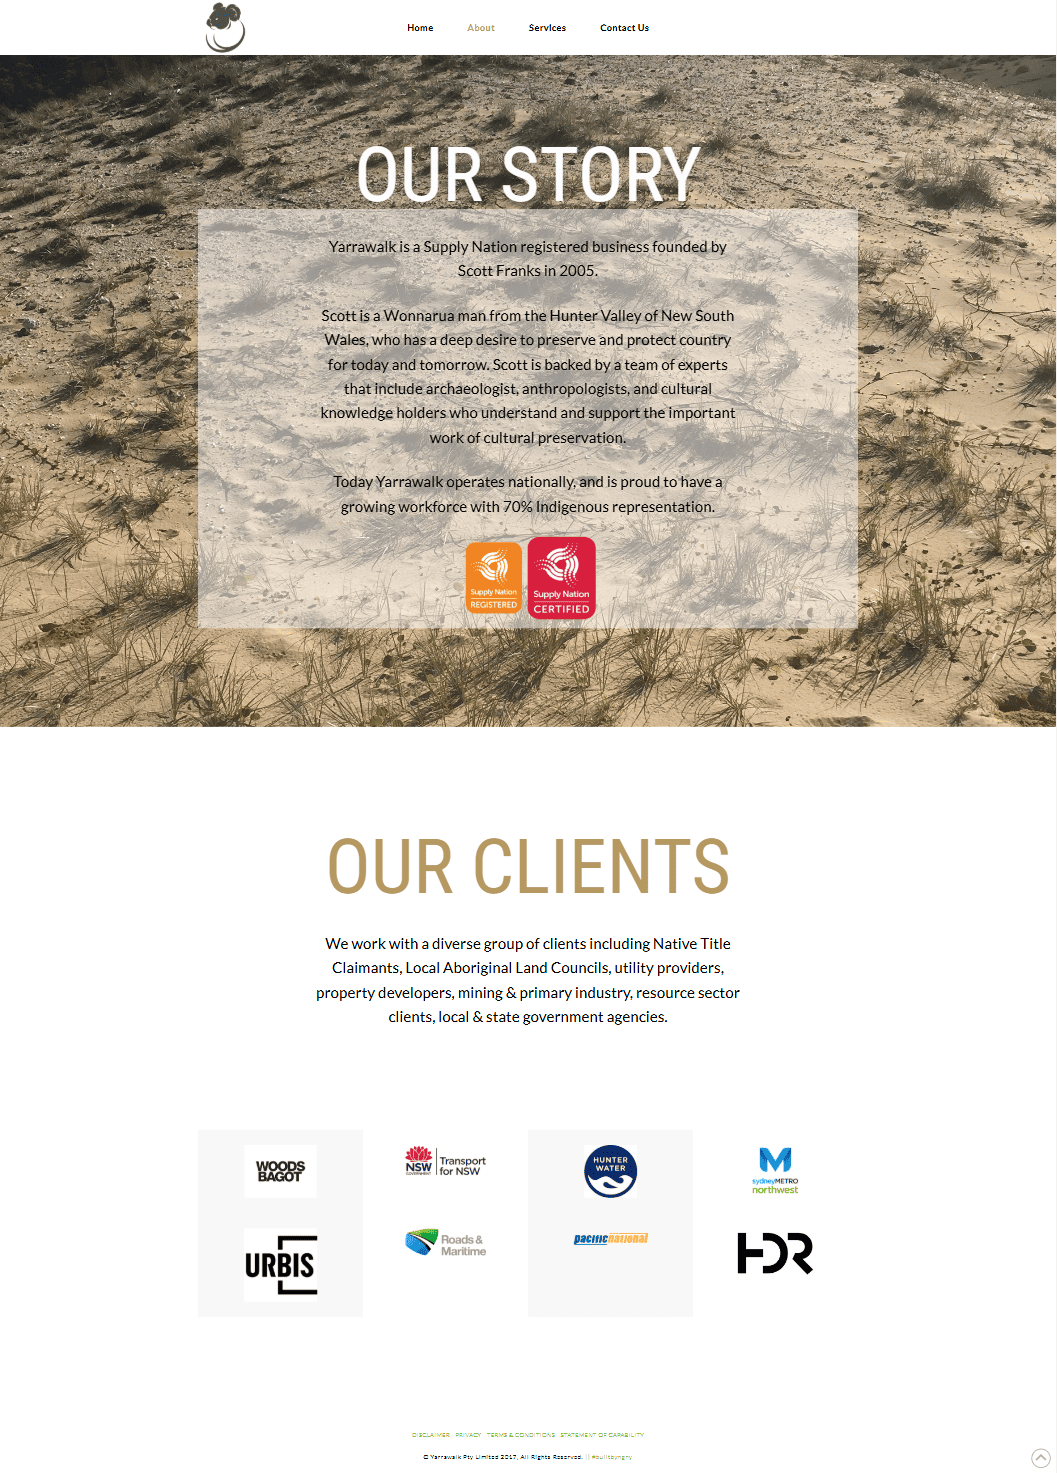 Home About Services Contact Us
OUR STORY
Yarrawalk is a Supply Nation registered business founded by
Scott Franks in 2005.
Scott is a Wonnarua man from the Hunter Valley of New South
Wales, who has a deep desire to preserve and protect country
for today and tomorrow. Scott is backed by a team of experts
that include archaeologist, anthropologists, and cultural
knowledge holders who understand and support the important
work of cultural preservation.
Today Yarrawalk operates nationally, and is proud to have a
growing workforce with 70% Indigenous representation.
Supply Nation
REGISTERED
Supply Nation
CERTIFIED
OUR CLIENTS
We work with a diverse group of clients including Native Title
Claimants, Local Aboriginal Land Councils, utility providers,
property developers, mining & primary industry, resource sector
clients, local & state government agencies.
WOODS
BAGOT
NSW
GOVERNMENT
Transport
for NSW
HUNTER
WATER
sydneyMETRO
northwest
URBIS
Roads &
Maritime
pacificnational
HDR
DISCLAIMER PRIVACY TERMS & CONDITIONS STATEMENT OF CAPABILITY
© Yarrawalk Pty Limited 2017, All Rights Reserved. || #builtbyngny